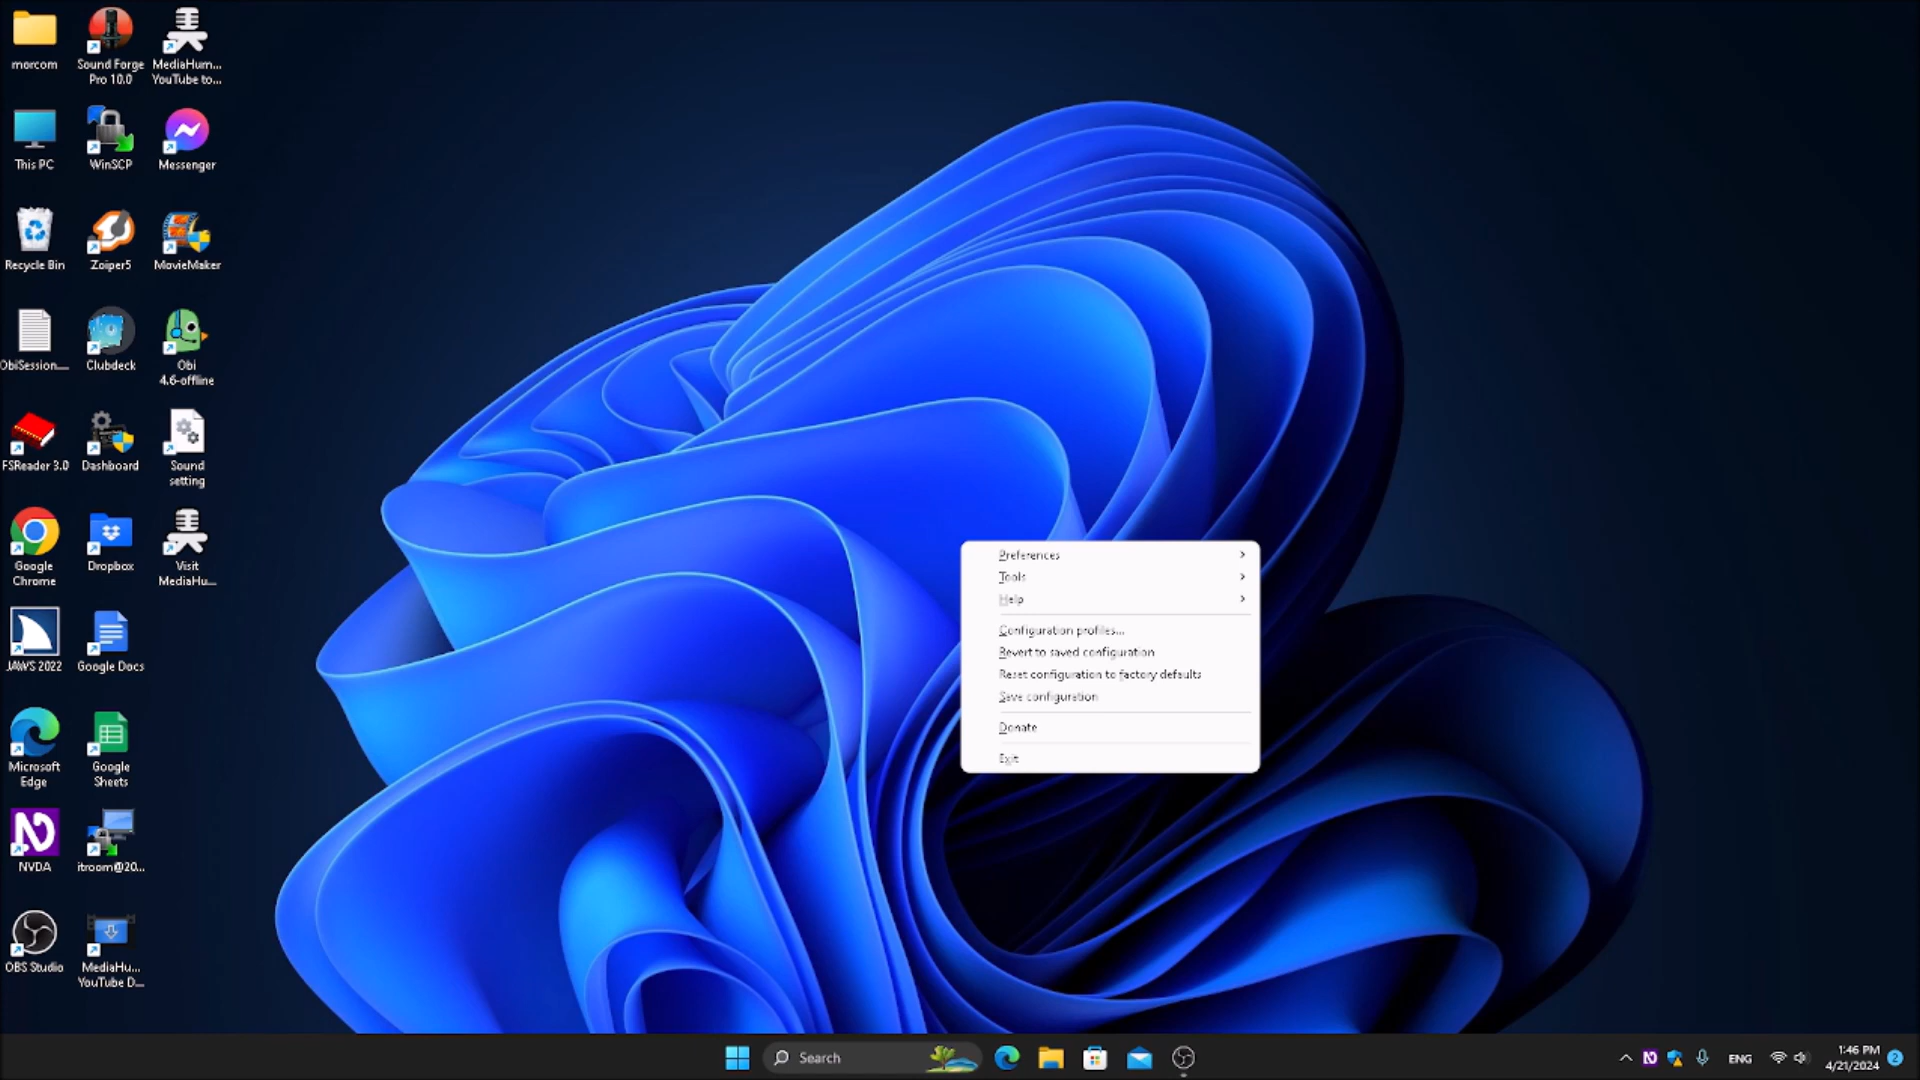 morcom
Sound Forge
Pro 10.0
MediaHum...
YouTube to...
This PC
WinSCP
Messenger
Recycle Bin
Zoiper5
MovieMaker
ObiSession....
Clubdeck
Obi
4.6-offline
FSReader 3.0
Dashboard
Sound
setting
Google
Chrome
Dropbox
Visit
MediaHu...
JAWS 2022
Google Docs
Microsoft
Edge
Google
Sheets
NVDA
itroom@20...
OBS Studio
MediaHu...
YouTube D...
Preferences
Tools
Help
Configuration profiles...
Revert to saved configuration
Reset configuration to factory defaults
Save configuration
Donate
Exit
Search
ENG
1:46 PM
4/21/2024
2